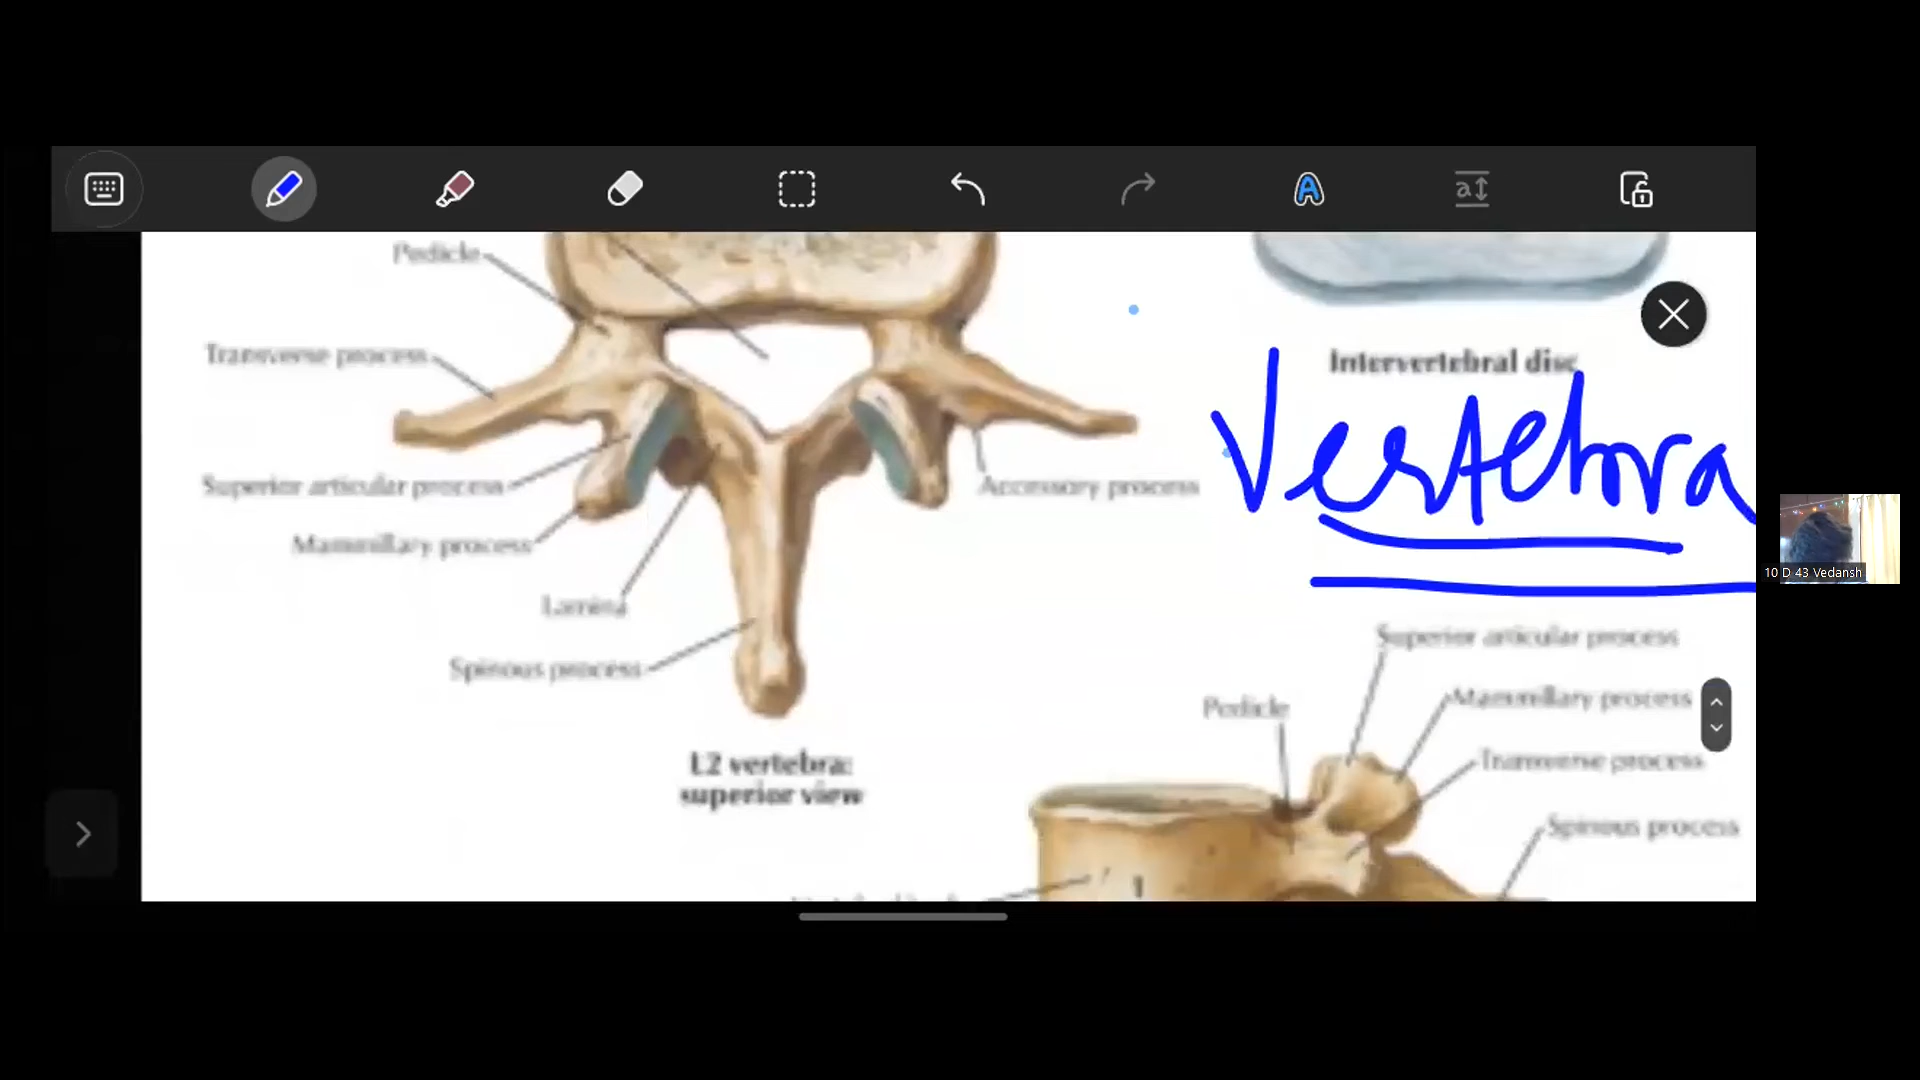 Pedicle
Transverse process
Superior articular process
Mammillary process
Lamina
Spinous process
Accessory process
L2 vertebra:
superior view
Intervertebral disc
Vertebra
Superior articular process
Pedicle
Mammillary process
Transverse process
Spinous process
10 D 43 Vedansh